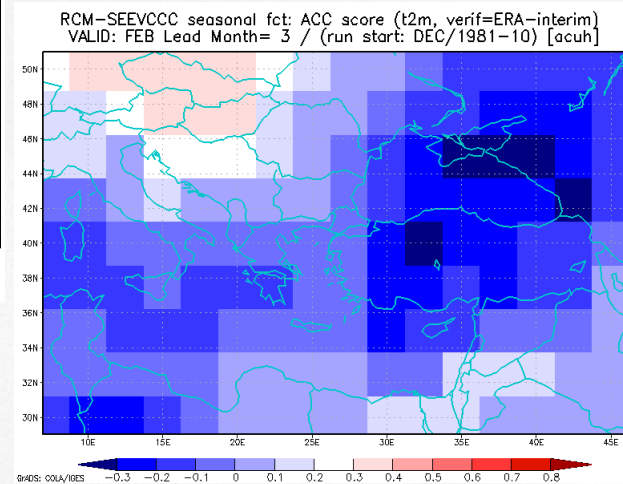 RCM-SEEVCCC seasonal fct: ACC score (t2m, verif=ERA-interim)
VALID: FEB Lead Month= 3 / (run start: DEC/1981-10) [acuh]
50N
48N
46N
44N
42N
40N
38N
36N
34N
32N
30N
10E 15E 20E 25E 30E 35E 40E 45E
GrADS: COLA/IGES
-0.3 -0.2 -0.1 0 0.1 0.2 0.3 0.4 0.5 0.6 0.7 0.8